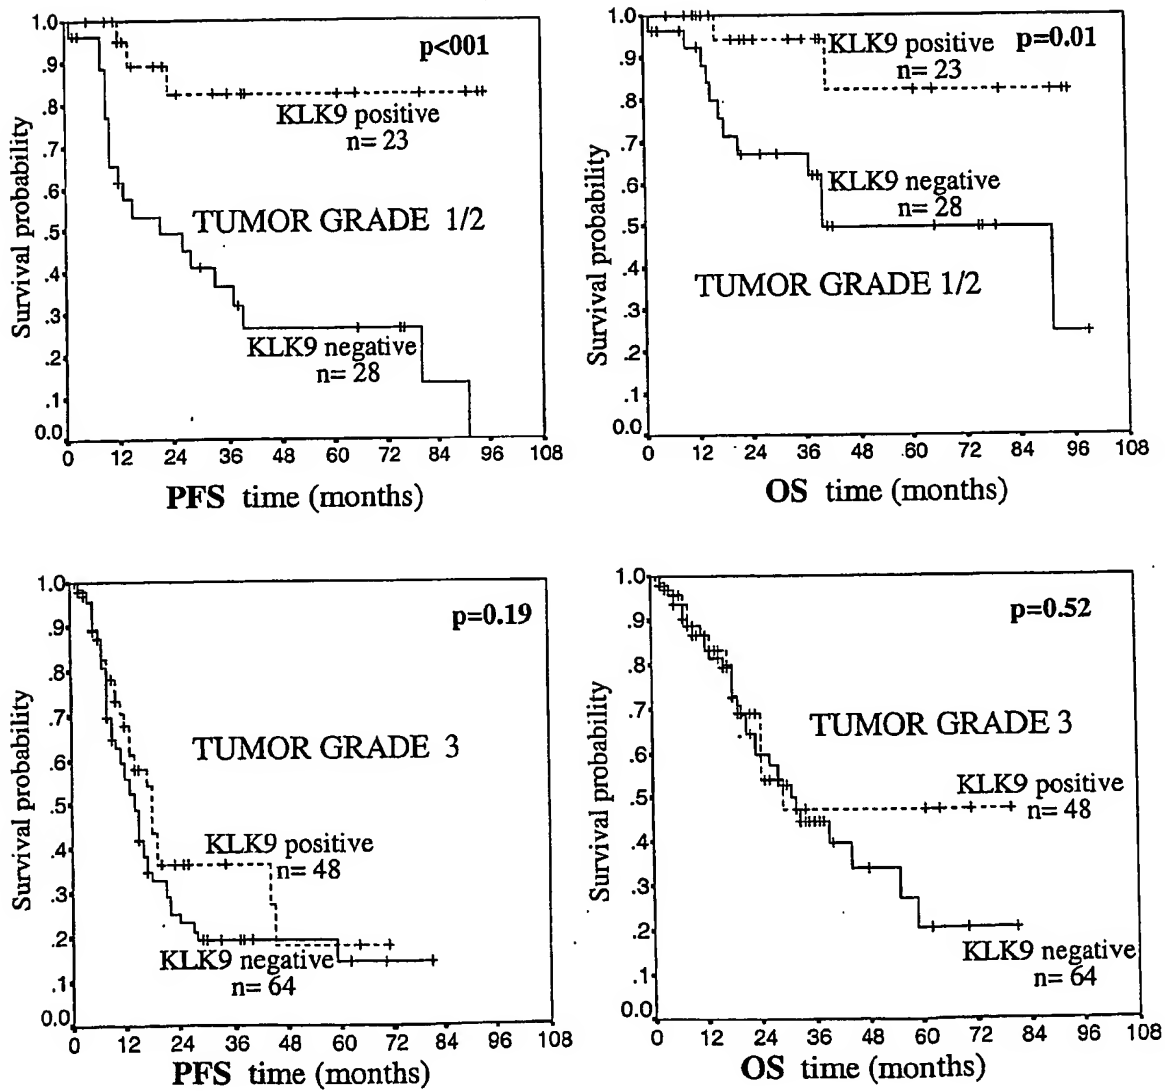 Survival probability
1.0
.9
.8
.7
.6
.5
.4
.3
.2
.1
0.0
p<001
KLK9 positive
n= 23
TUMOR GRADE 1/2
KLK9 negative
n= 28
0 12 24 36 48 60 72 84 96 108
PFS time (months)
Survival probability
1.0
.9
.8
.7
.6
.5
.4
.3
.2
.1
0.0
KLK9 positive p=0.01
n= 23
KLK9 negative
n= 28
TUMOR GRADE 1/2
0 12 24 36 48 60 72 84 96 108
OS time (months)
Survival probability
1.0
.9
.8
.7
.6
.5
.4
.3
.2
.1
0.0
p=0.19
TUMOR GRADE 3
KLK9 positive
n= 48
KLK9 negative
n= 64
0 12 24 36 48 60 72 84 96 108
PFS time (months)
Survival probability
1.0
.9
.8
.7
.6
.5
.4
.3
.2
.1
0.0
p=0.52
TUMOR GRADE 3
KLK9 positive
n= 48
KLK9 negative
n= 64
0 12 24 36 48 60 72 84 96 108
OS time (months)